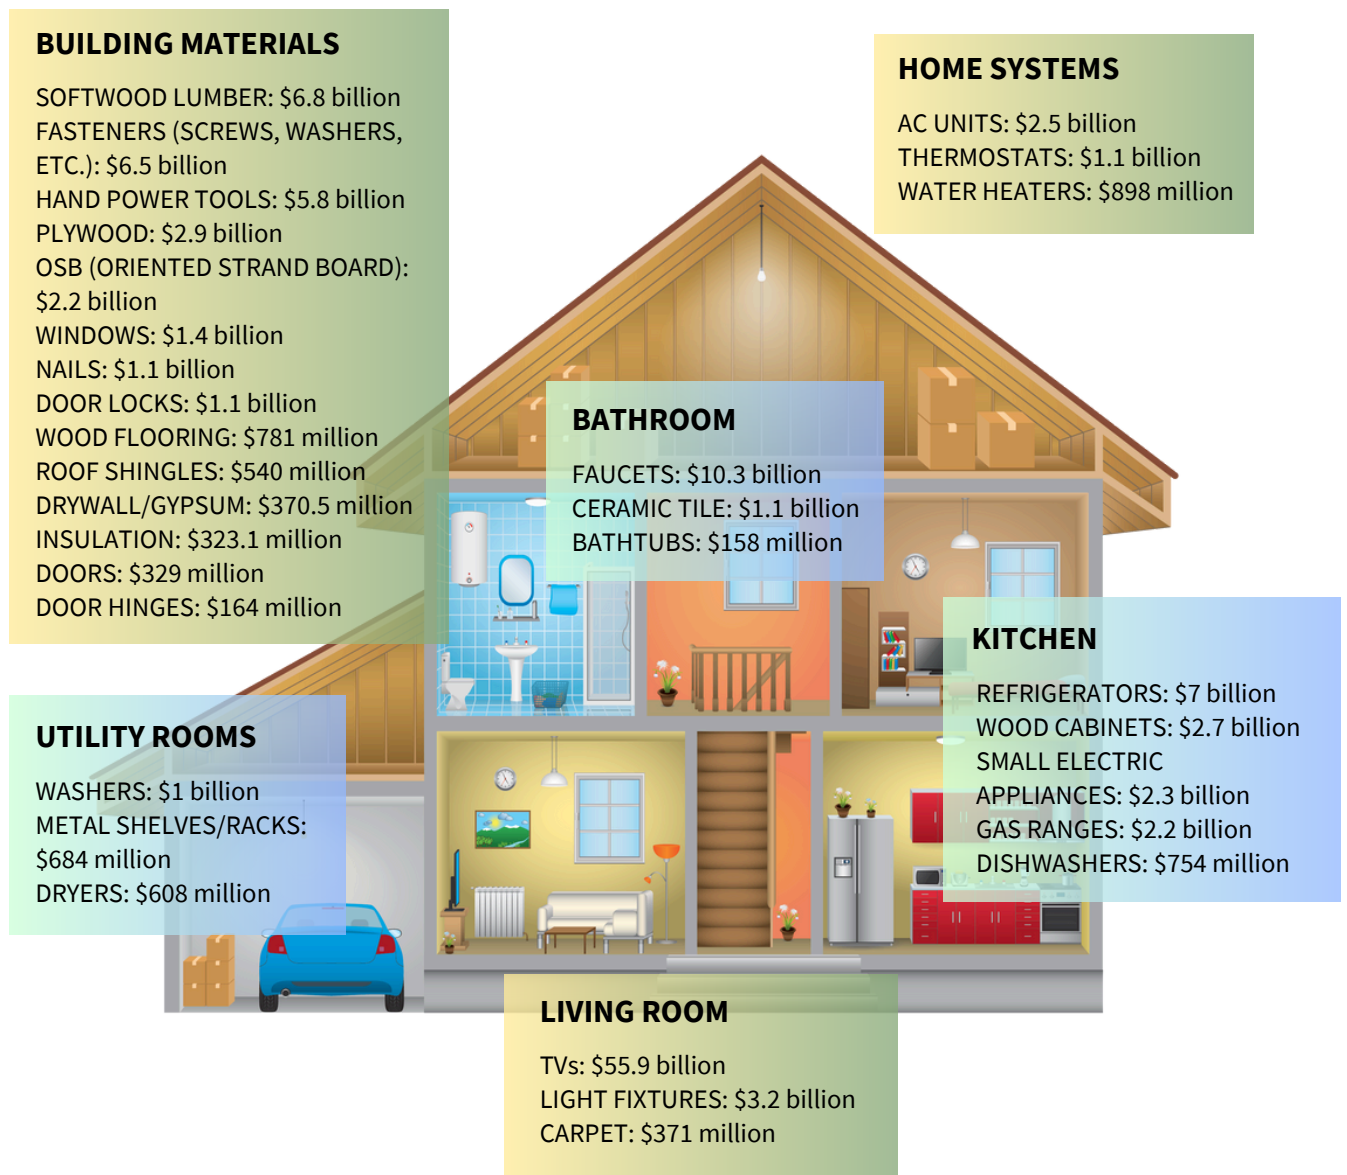 BUILDING MATERIALS
SOFTWOOD LUMBER: $6.8 billion
FASTENERS (SCREWS, WASHERS,
ETC.): $6.5 billion
HAND POWER TOOLS: $5.8 billion
PLYWOOD: $2.9 billion
OSB (ORIENTED STRAND BOARD):
$2.2 billion
WINDOWS: $1.4 billion
NAILS: $1.1 billion
DOOR LOCKS: $1.1 billion
WOOD FLOORING: $781 million
ROOF SHINGLES: $540 million
DRYWALL/GYPSUM: $370.5 million
INSULATION: $323.1 million
DOORS: $329 million
DOOR HINGES: $164 million
HOME SYSTEMS
AC UNITS: $2.5 billion
THERMOSTATS: $1.1 billion
WATER HEATERS: $898 million
BATHROOM
FAUCETS: $10.3 billion
CERAMIC TILE: $1.1 billion
BATHTUBS: $158 million
KITCHEN
REFRIGERATORS: $7 billion
WOOD CABINETS: $2.7 billion
SMALL ELECTRIC
APPLIANCES: $2.3 billion
GAS RANGES: $2.2 billion
DISHWASHERS: $754 million
UTILITY ROOMS
WASHERS: $1 billion
METAL SHELVES/RACKS:
$684 million
DRYERS: $608 million
LIVING ROOM
TVs: $55.9 billion
LIGHT FIXTURES: $3.2 billion
CARPET: $371 million